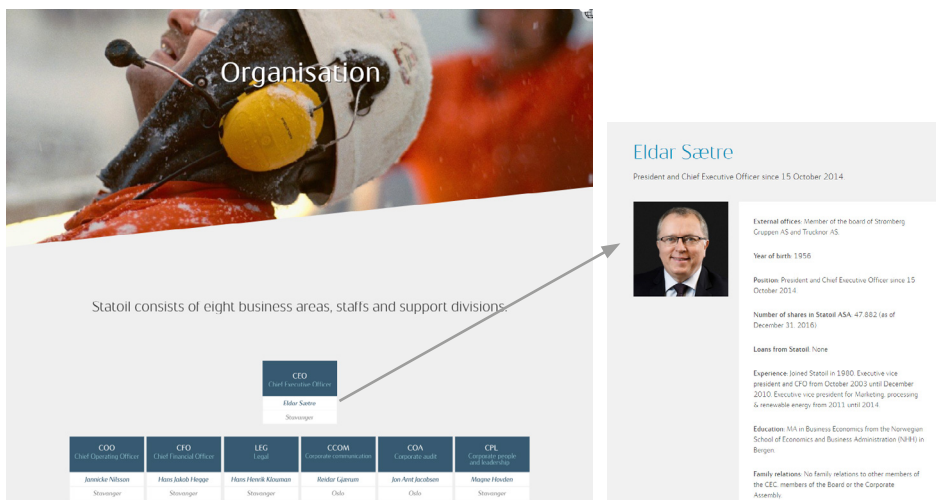 Organisation
Statoil consists of eight business areas, staffs and support divisions.
CEO
Chief Executive Officer
Eldar Sætre
Stavanger
COO
Chief Operating Officer
Jannicke Nilsson
Stavanger
CFO
Chief Financial Officer
Hans Jakob Hegge
Stavanger
LEG
Legal
Hans Henrik Klouman
Stavanger
CCOM
Corporate communication
Reidar Gjærum
Oslo
COA
Corporate audit
Jon Arnt Jacobsen
Oslo
CPL
Corporate people
and leadership
Magne Hovden
Stavanger
Eldar Sætre
President and Chief Executive Officer since 15 October 2014.
External offices: Member of the board of Strømberg
Gruppen AS and Trucknor AS.
Year of birth: 1956
Position: President and Chief Executive Officer since 15
October 2014.
Number of shares in Statoil ASA: 47.882 (as of
December 31, 2016)
Loans from Statoil: None
Experience: Joined Statoil in 1980. Executive vice
president and CFO from October 2003 until December
2010. Executive vice president for Marketing, processing
& renewable energy from 2011 until 2014.
Education: MA in Business Economics from the Norwegian
School of Economics and Business Administration (NHH) in
Bergen.
Family relations: No family relations to other members of
the CEC, members of the Board or the Corporate
Assembly.